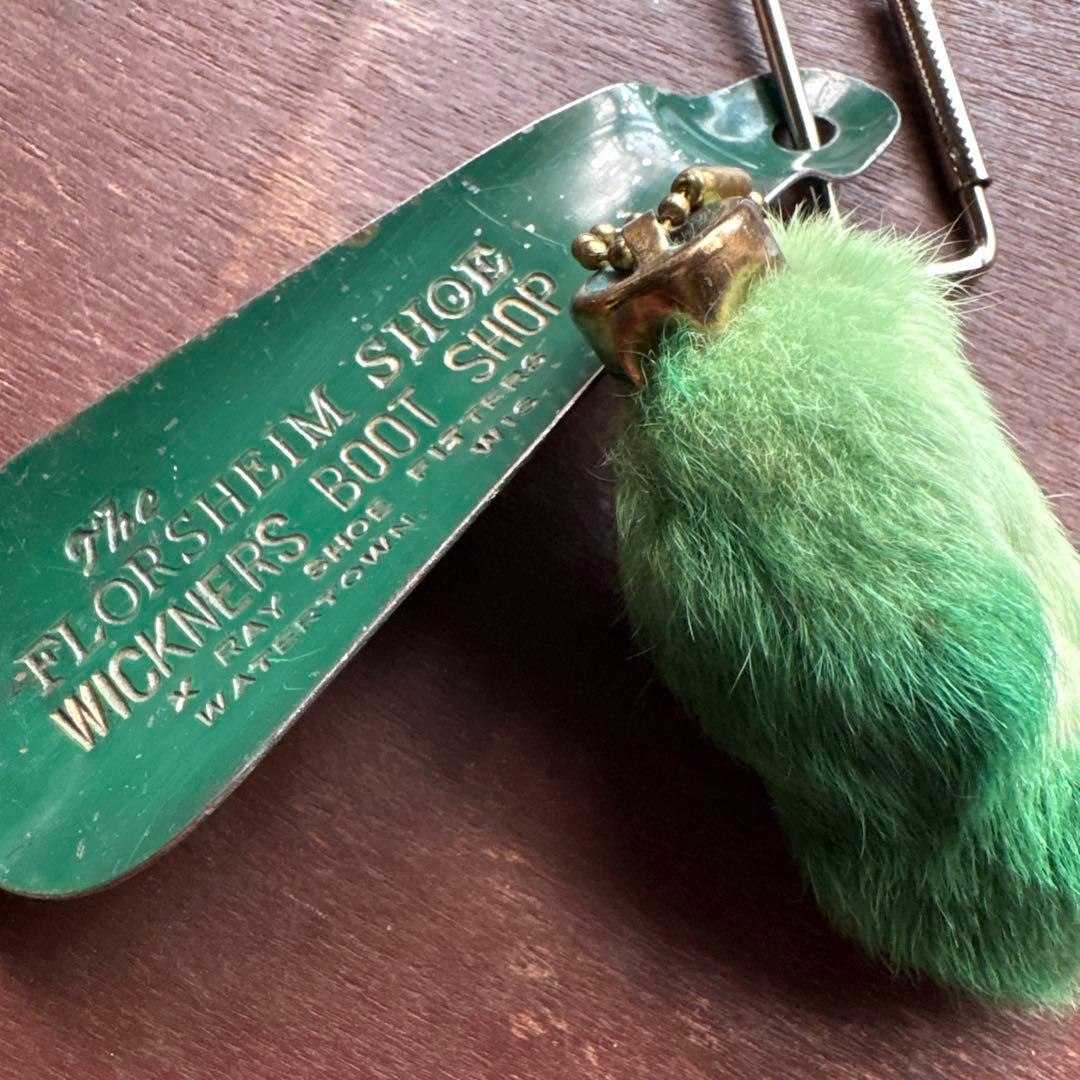 The
FLORSHEIM SHOE
WICKNERS BOOT SHOP
X RAY SHOE FITTERS
WATERTOWN. WIS.